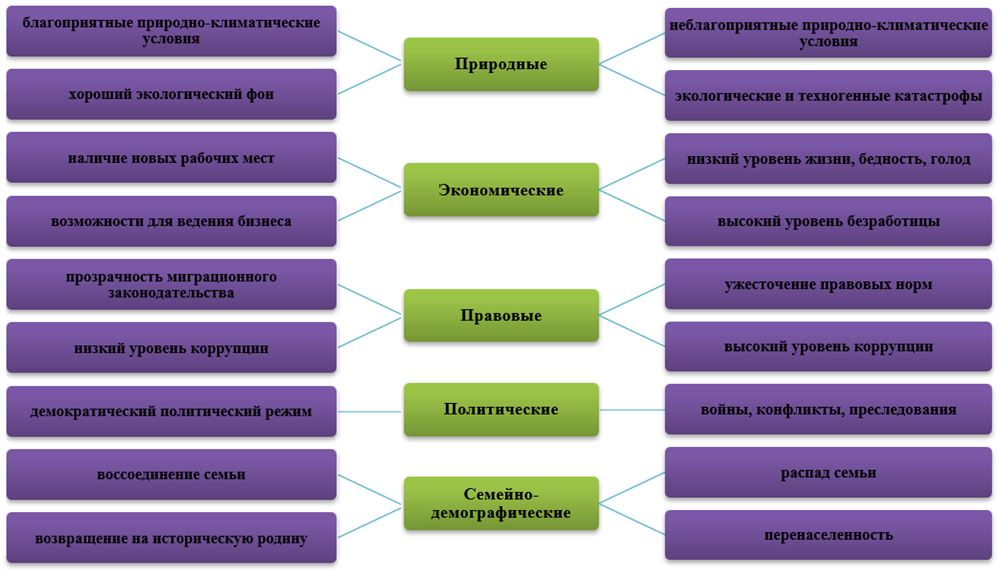 благоприятные природно-климатические
условия
хороший экологический фон
наличие новых рабочих мест
возможности для ведения бизнеса
прозрачность миграционного
законодательства
низкий уровень коррупции
демократический политический режим
воссоединение семьи
возвращение на историческую родину
Природные
Экономические
Правовые
Политические
Семейно-
демографические
неблагоприятные природно-климатические
условия
экологические и техногенные катастрофы
низкий уровень жизни, бедность, голод
высокий уровень безработицы
ужесточение правовых норм
высокий уровень коррупции
войны, конфликты, преследования
распад семьи
перенаселенность